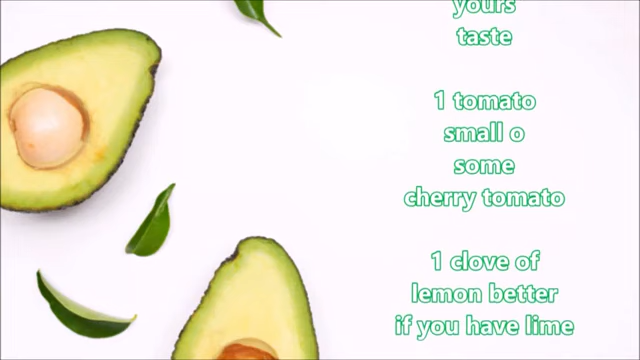 yours
taste
1 tomato
small o
some
cherry tomato
1 clove of
lemon better
if you have lime